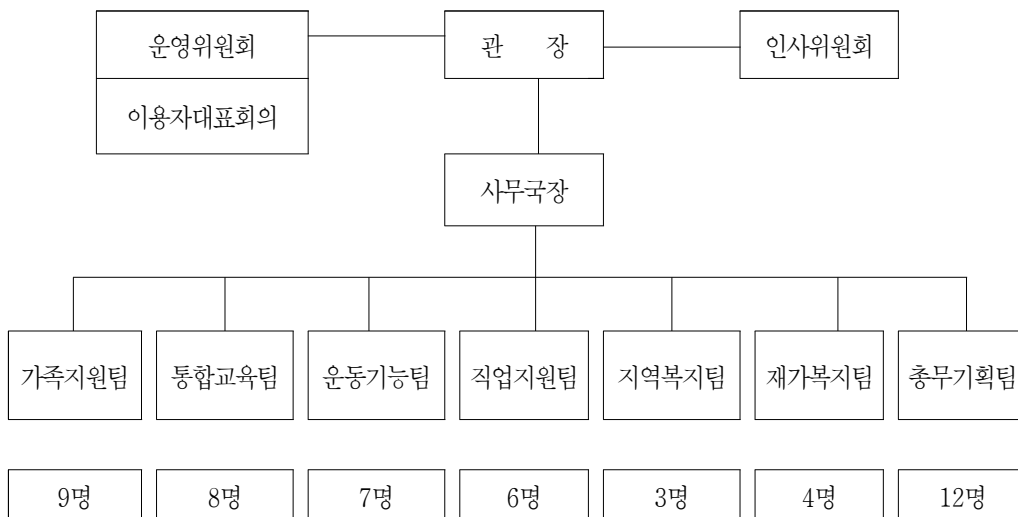 운영위원회
관 장
인사위원회
이용자대표회의
사무국장
가족지원팀
통합교육팀
운동기능팀
직업지원팀
지역복지팀
재가복지팀
총무기획팀
9명
8명
7명
6명
3명
4명
12명